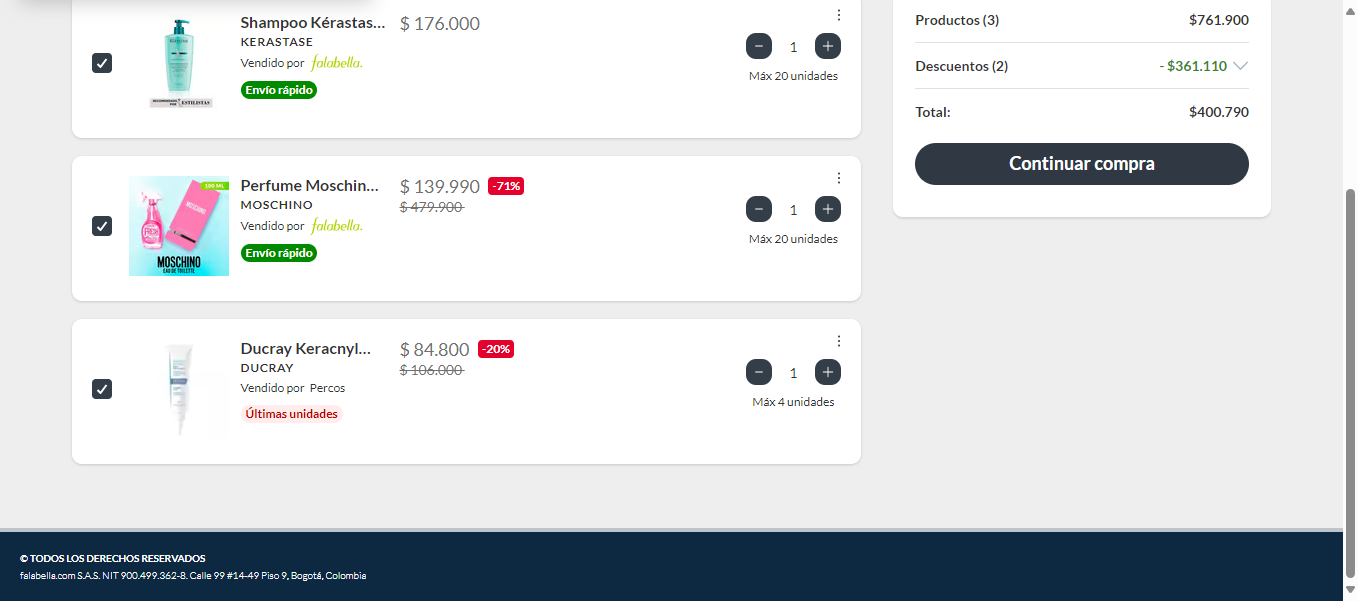 Shampoo Kérastas...
$ 176.000
KERASTASE
Vendido por falabella.
Envío rápido
1
Máx 20 unidades
RECOMENDADO POR ESTILISTAS
Productos (3)
$761.900
Descuentos (2)
- $361.110
Total:
$400.790
Continuar compra
100 ML
MOSCHINO
FRESH
MOSCHINO
EAU DE TOILETTE
Perfume Moschin...
$ 139.990
-71%
MOSCHINO
$ 479.900
Vendido por falabella.
Envío rápido
1
Máx 20 unidades
Ducray Keracnyl...
$ 84.800
-20%
DUCRAY
$ 106.000
Vendido por Percos
Últimas unidades
1
Máx 4 unidades
© TODOS LOS DERECHOS RESERVADOS
falabella.com S.A.S. NIT 900.499.362-8. Calle 99 #14-49 Piso 9, Bogotá, Colombia